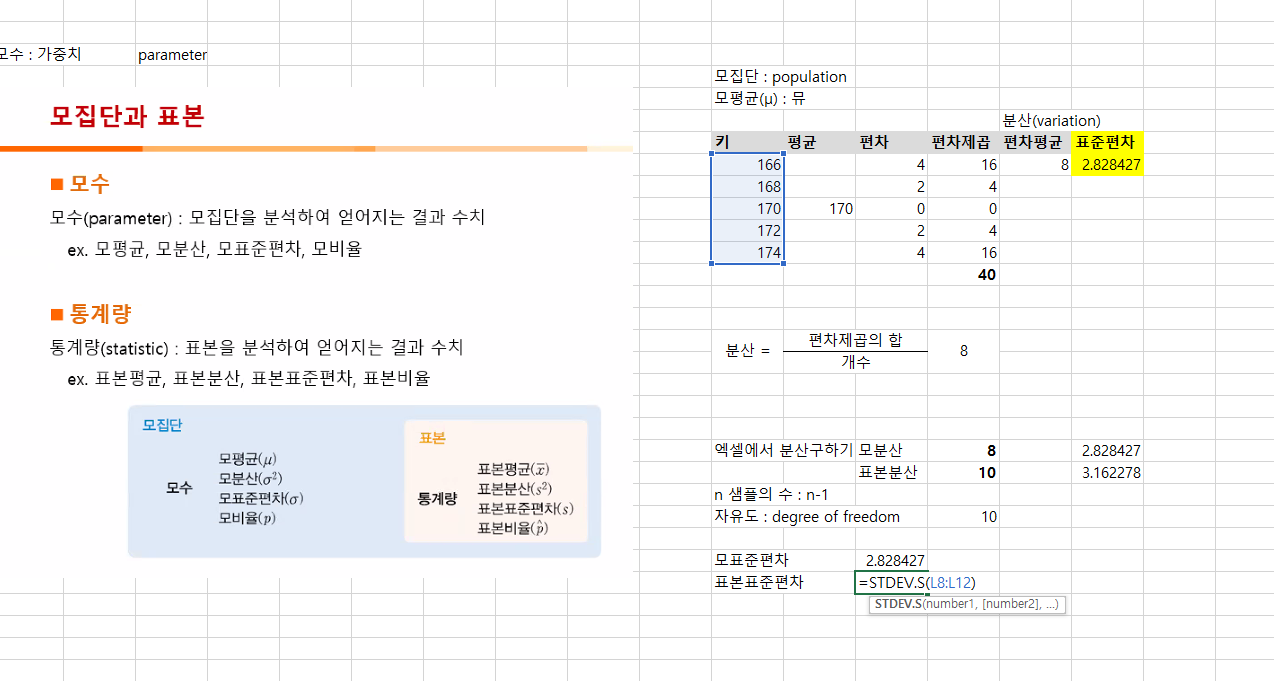 모수 : 가중치 parameter
모집단과 표본
■ 모수
모수(parameter) : 모집단을 분석하여 얻어지는 결과 수치
ex. 모평균, 모분산, 모표준편차, 모비율
■ 통계량
통계량(statistic) : 표본을 분석하여 얻어지는 결과 수치
ex. 표본평균, 표본분산, 표본표준편차, 표본비율
모집단
모수
모평균(μ)
모분산(σ²)
모표준편차(σ)
모비율(p)
표본
통계량
표본평균(x̅)
표본분산(s²)
표본표준편차(s)
표본비율(p̂)
모집단 : population
모평균(μ) : 뮤
분산(variation)
키 평균 편차 편차제곱 편차평균 표준편차
166 4 16 8 2.828427
168 2 4
170 170 0 0
172 2 4
174 4 16
40
분산 = 편차제곱의 합 8
개수
엑셀에서 분산구하기 모분산 8 2.828427
표본분산 10 3.162278
n 샘플의 수 : n-1
자유도 : degree of freedom 10
모표준편차 2.828427
표본표준편차 =STDEV.S(L8:L12)
STDEV.S(number1, [number2], ...)